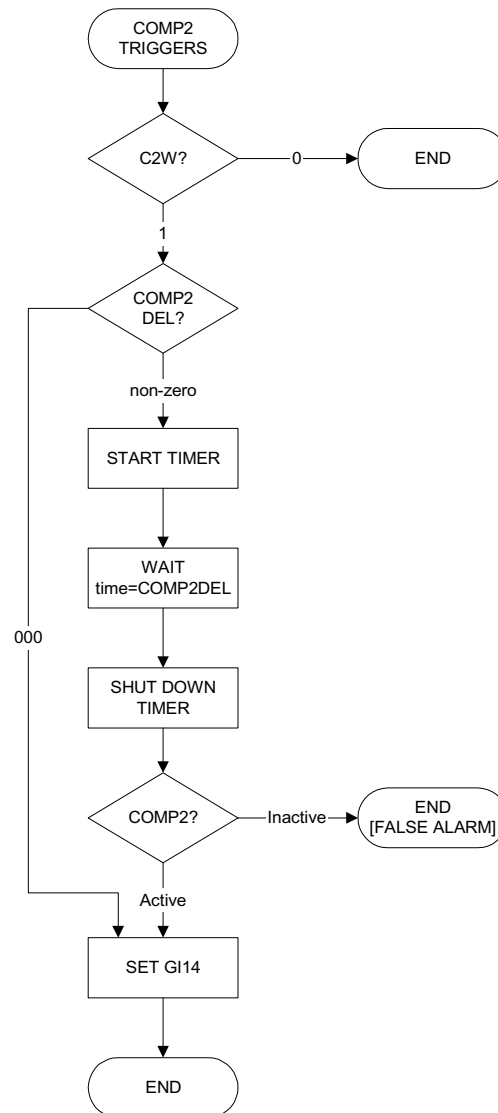 COMP2
TRIGGERS
C2W?
0
END
1
COMP2
DEL?
non-zero
START TIMER
WAIT
time=COMP2DEL
000
SHUT DOWN
TIMER
COMP2?
Inactive
END
[FALSE ALARM]
Active
SET GI14
END